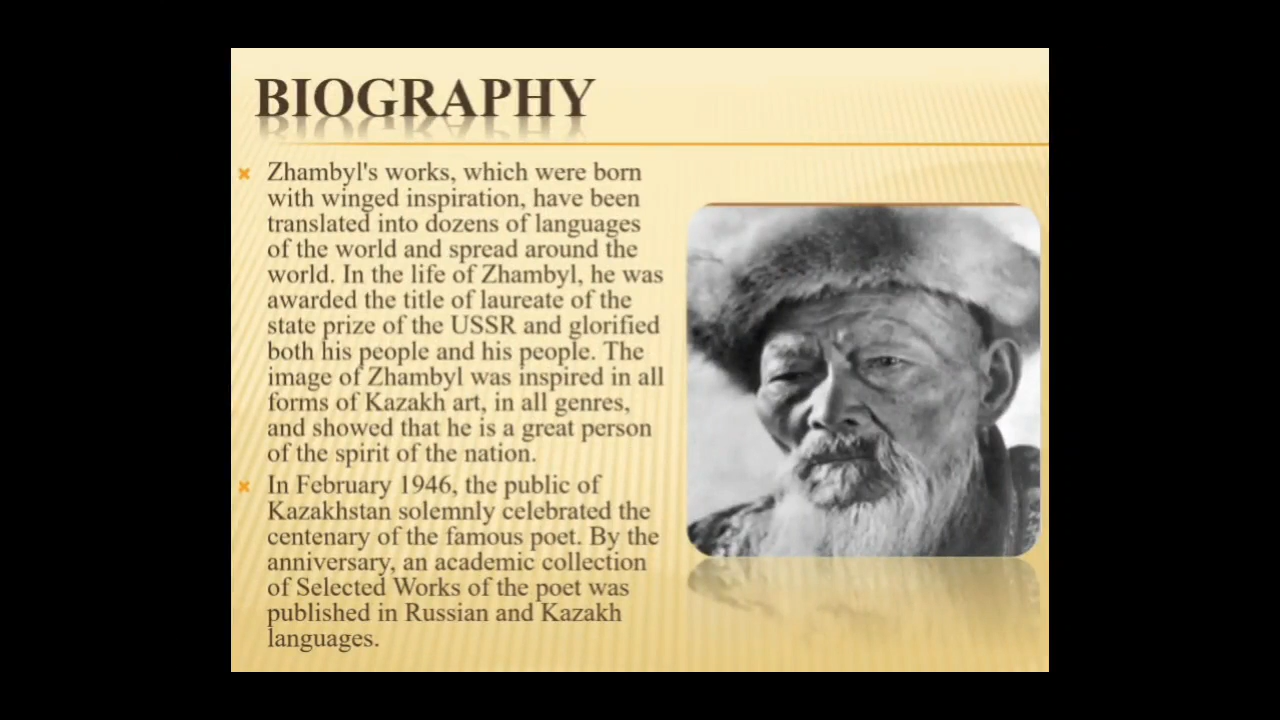 BIOGRAPHY
Zhambyl's works, which were born
with winged inspiration, have been
translated into dozens of languages
of the world and spread around the
world. In the life of Zhambyl, he was
awarded the title of laureate of the
state prize of the USSR and glorified
both his people and his people. The
image of Zhambyl was inspired in all
forms of Kazakh art, in all genres,
and showed that he is a great person
of the spirit of the nation.
In February 1946, the public of
Kazakhstan solemnly celebrated the
centenary of the famous poet. By the
anniversary, an academic collection
of Selected Works of the poet was
published in Russian and Kazakh
languages.